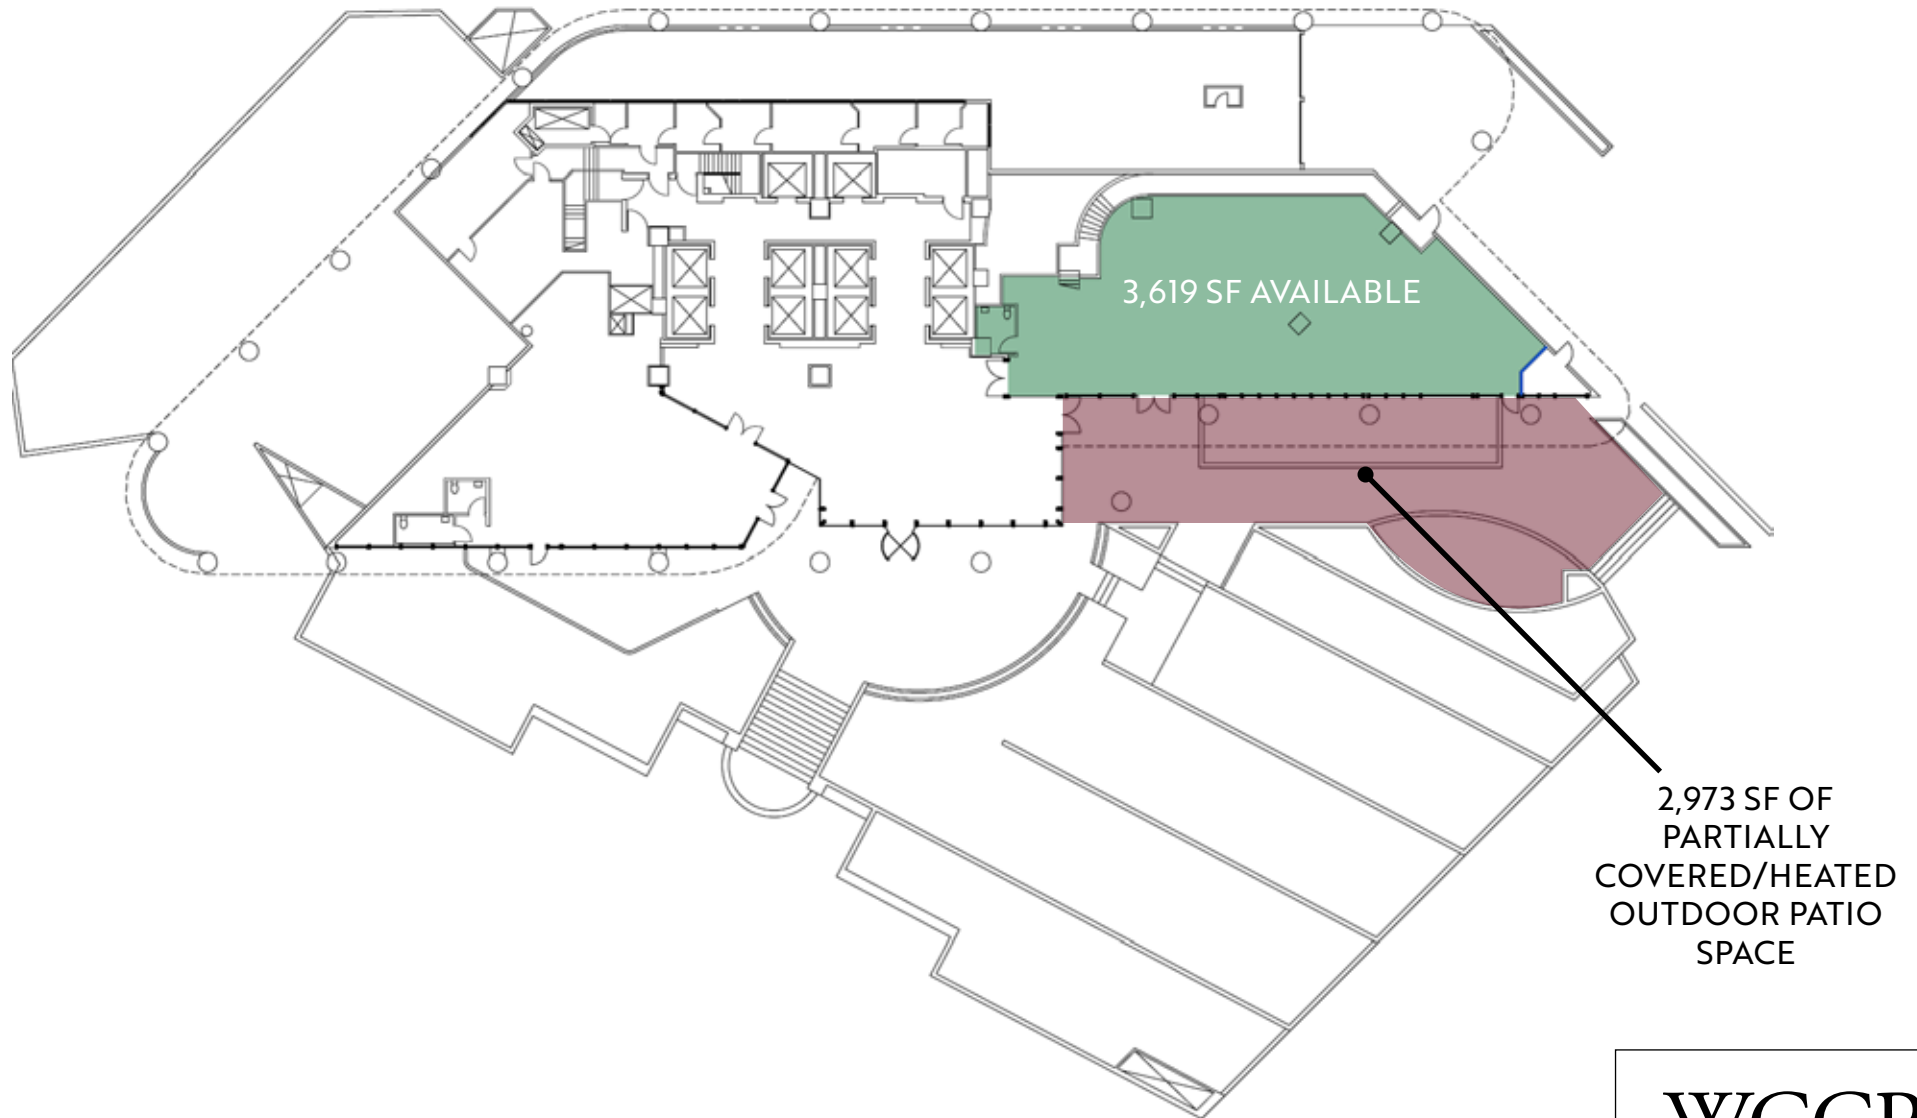 3,619 SF AVAILABLE
2,973 SF OF
PARTIALLY
COVERED/HEATED
OUTDOOR PATIO
SPACE